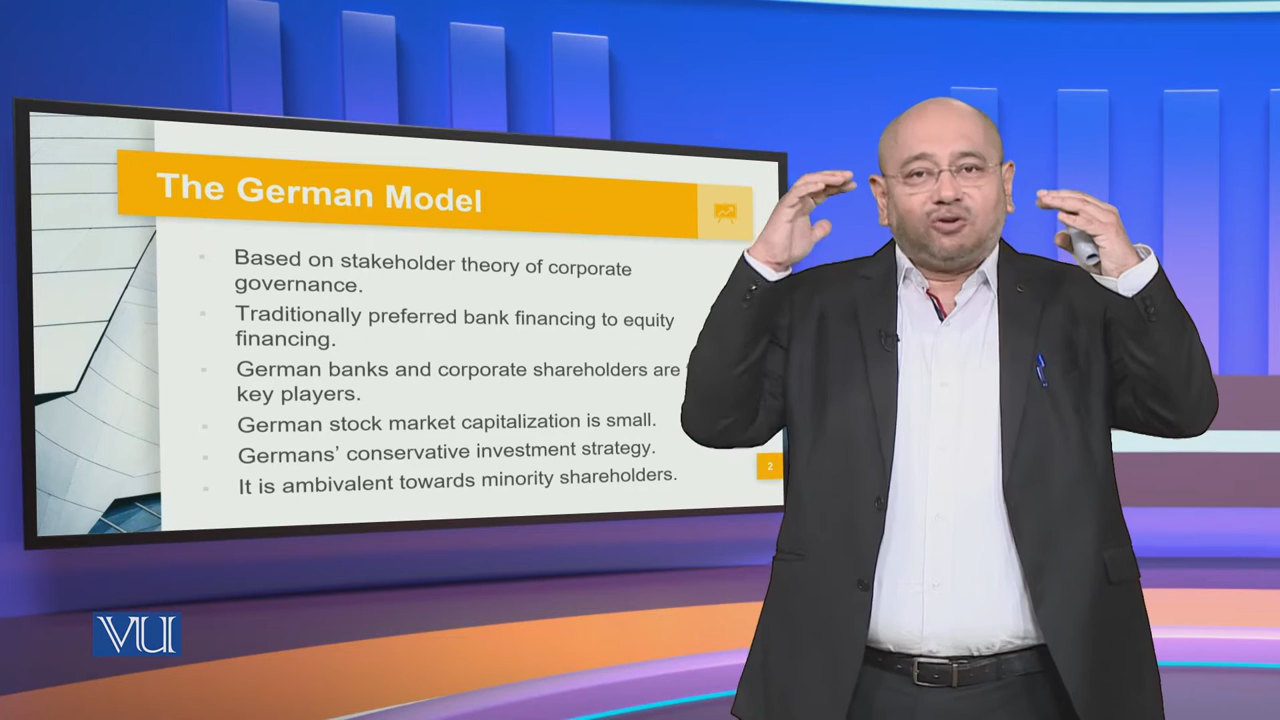 The German Model
Based on stakeholder theory of corporate
governance.
Traditionally preferred bank financing to equity
financing.
German banks and corporate shareholders are
key players.
German stock market capitalization is small.
Germans’ conservative investment strategy.
It is ambivalent towards minority shareholders.
2
VU